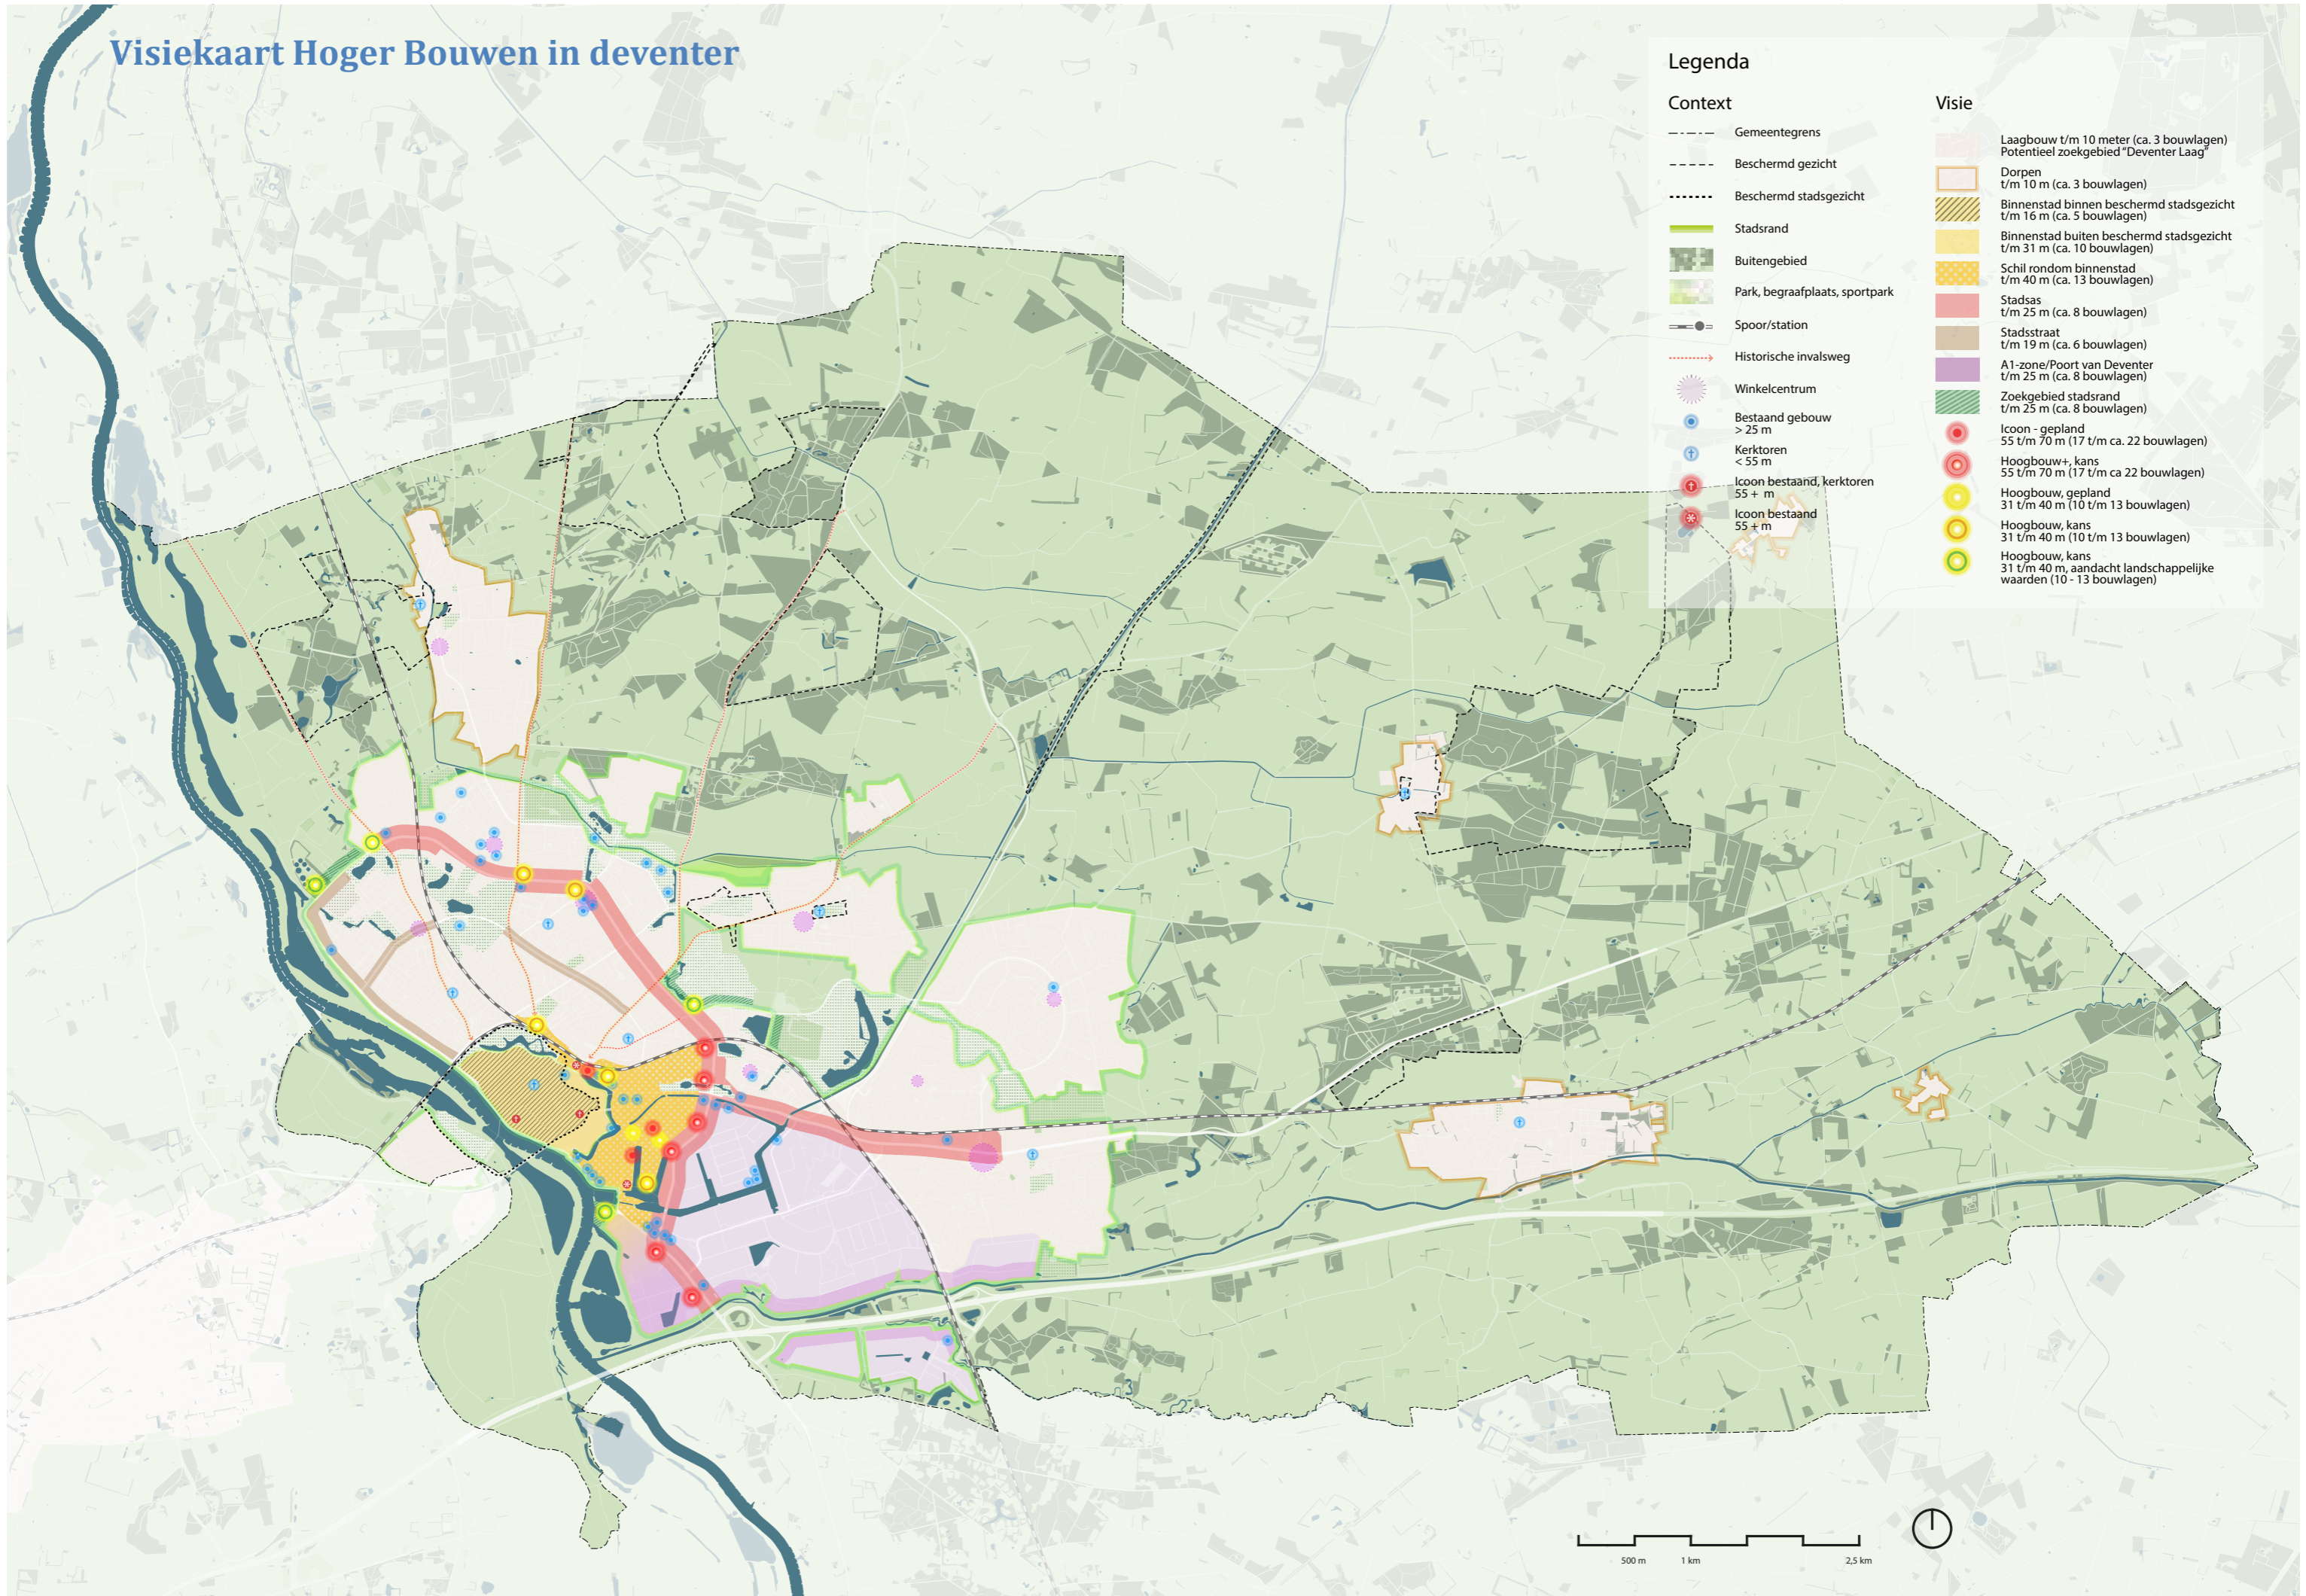 Visiekaart Hoger Bouwen in deventer
Legenda
Context
Gemeentegrens
Beschermd gezicht
Beschermd stadsgezicht
Stadsrand
Buitengebied
Park, begraafplaats, sportpark
Spoor/station
Historische invalsweg
Winkelcentrum
Bestaand gebouw
> 25 m
Kerktoren
< 55 m
Icoon bestaand, kerktoren
55 + m
Icoon bestaand
55 + m
Visie
Laagbouw t/m 10 meter (ca. 3 bouwlagen)
Potentieel zoekgebied "Deventer Laag"
Dorpen
t/m 10 m (ca. 3 bouwlagen)
Binnenstad binnen beschermd stadsgezicht
t/m 16 m (ca. 5 bouwlagen)
Binnenstad buiten beschermd stadsgezicht
t/m 31 m (ca. 10 bouwlagen)
Schil rondom binnenstad
t/m 40 m (ca. 13 bouwlagen)
Stadsas
t/m 25 m (ca. 8 bouwlagen)
Stadsstraat
t/m 19 m (ca. 6 bouwlagen)
A1-zone/Poort van Deventer
t/m 25 m (ca. 8 bouwlagen)
Zoekgebied stadsrand
t/m 25 m (ca. 8 bouwlagen)
Icoon - gepland
55 t/m 70 m (17 t/m ca. 22 bouwlagen)
Hoogbouw+, kans
55 t/m 70 m (17 t/m ca 22 bouwlagen)
Hoogbouw, gepland
31 t/m 40 m (10 t/m 13 bouwlagen)
Hoogbouw, kans
31 t/m 40 m (10 t/m 13 bouwlagen)
Hoogbouw, kans
31 t/m 40 m, aandacht landschappelijke
waarden (10 - 13 bouwlagen)
500 m 1 km 2,5 km